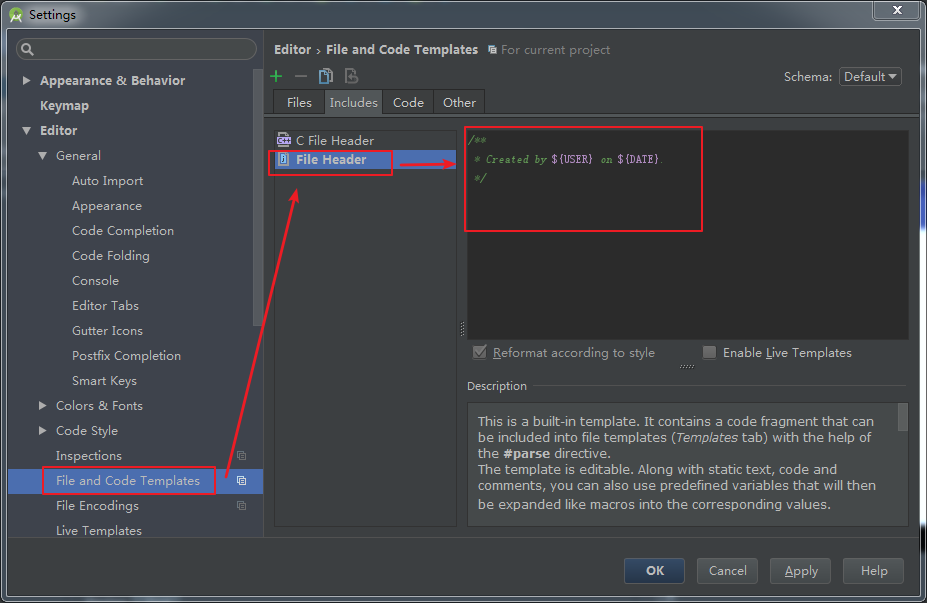 Settings
Editor › File and Code Templates For current project
Schema: Default
Files Includes Code Other
Appearance & Behavior
Keymap
Editor
General
Auto Import
Appearance
Code Completion
Code Folding
Console
Editor Tabs
Gutter Icons
Postfix Completion
Smart Keys
Colors & Fonts
Code Style
Inspections
File and Code Templates
File Encodings
Live Templates
C File Header
File Header
/**
* Created by ${USER} on ${DATE}.
*/
Reformat according to style Enable Live Templates
Description
This is a built-in template. It contains a code fragment that can
be included into file templates (Templates tab) with the help of
the #parse directive.
The template is editable. Along with static text, code and
comments, you can also use predefined variables that will then
be expanded like macros into the corresponding values.
OK Cancel Apply Help